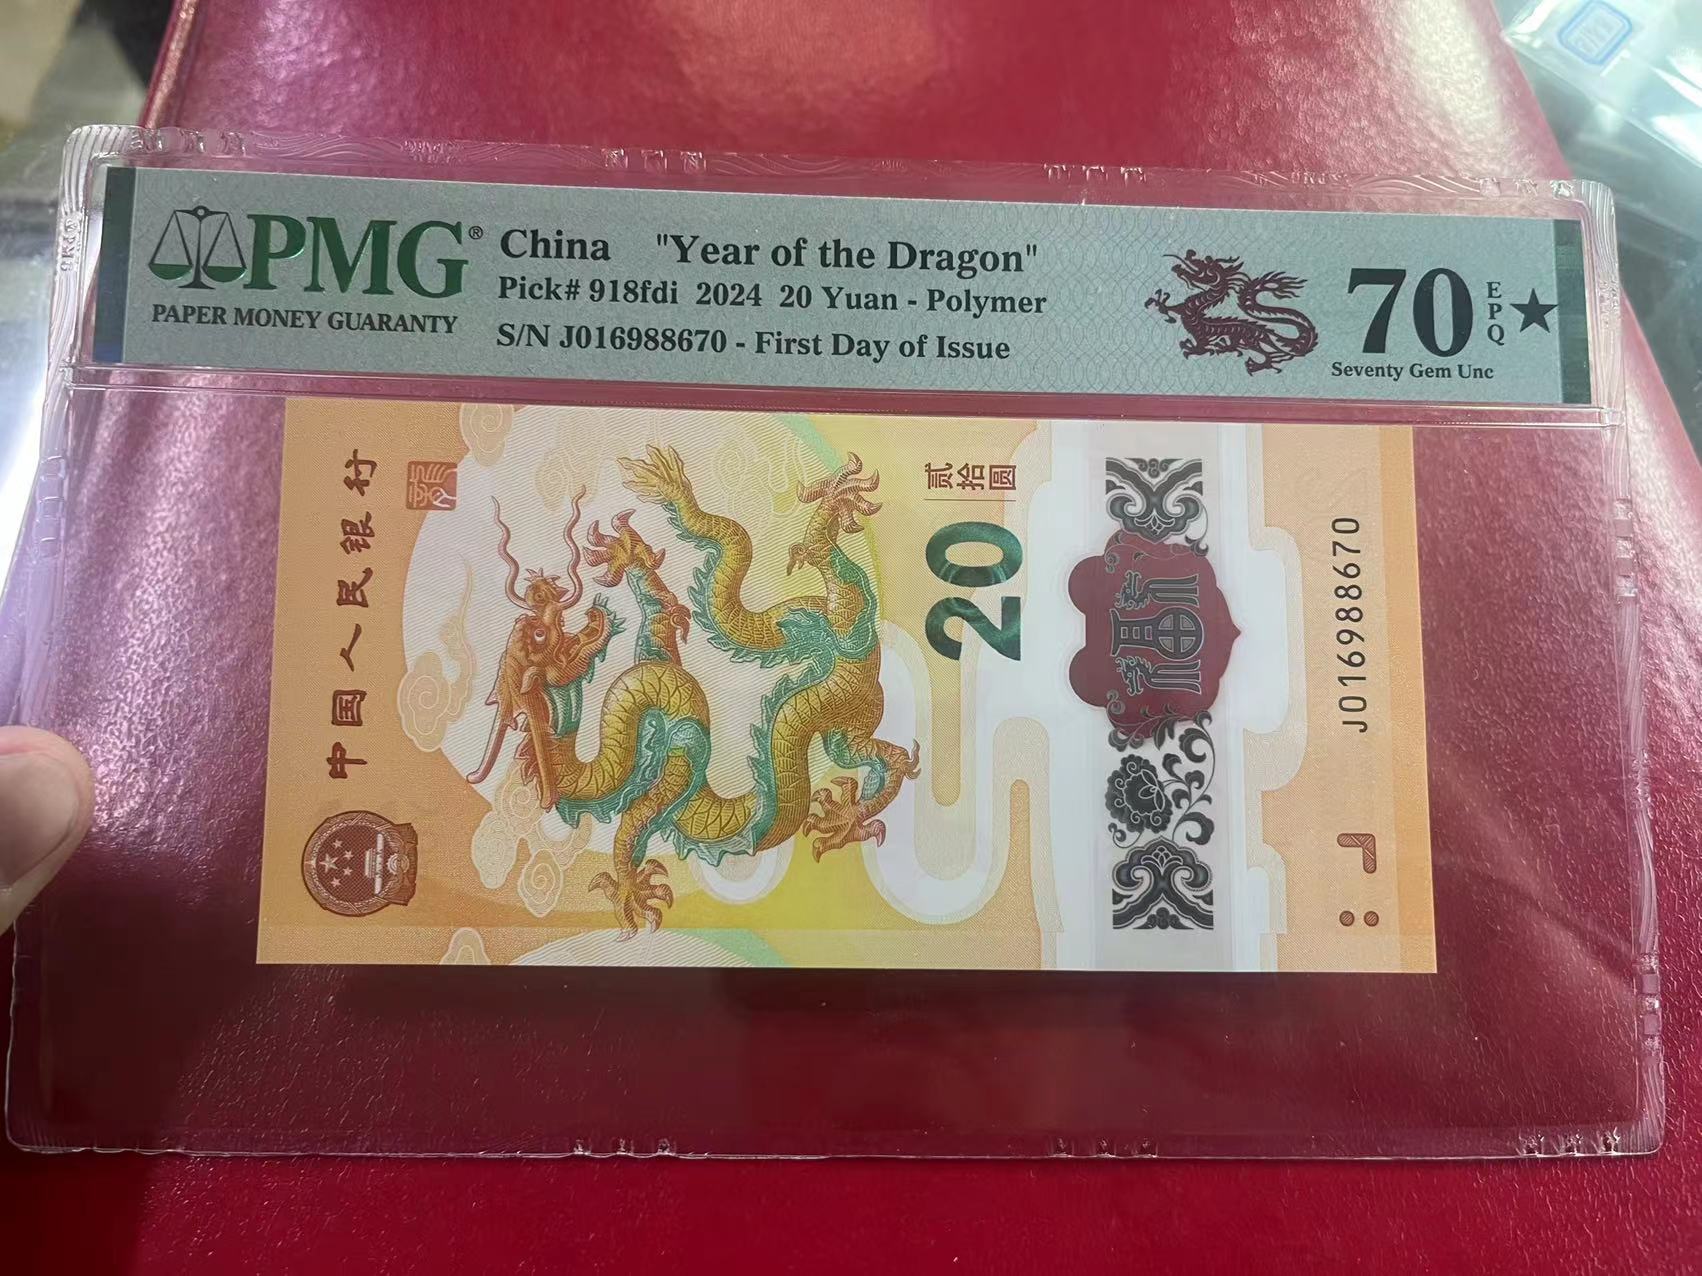 PMG®
PAPER MONEY GUARANTY
China "Year of the Dragon"
Pick# 918fdi 2024 20 Yuan - Polymer
S/N J016988670 - First Day of Issue
70 EPQ ★
Seventy Gem Unc
中国人民银行
贰拾圆
20
J016988670